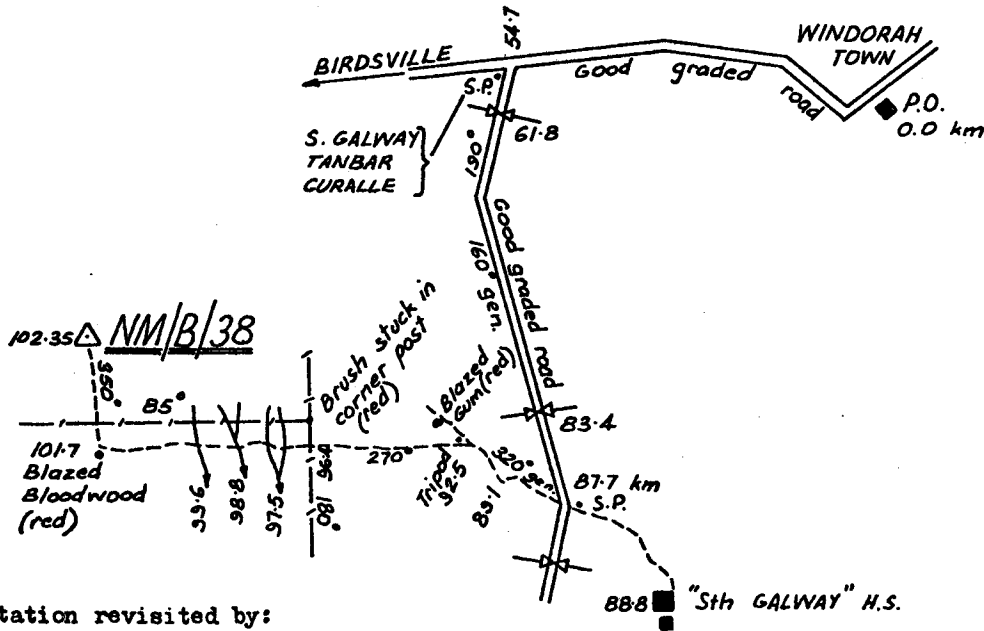 54.7
WINDORAH
TOWN
BIRDSVILLE
Good graded road
S.P.
P.O.
0.0 km
S. GALWAY
TANBAR
CURALLE
61.8
190°
Good graded road
160° gen.
102.35
NM/B/38
350°
85°
Brush stuck in
corner post
(red)
Blazed
Gum (red)
83.4
101.7
Blazed
Bloodwood
(red)
99.6
98.8
97.5
96.4
180°
270°
Tripod
92.5
320° gen.
89.1
87.7 km
S.P.
88.8
"Sth GALWAY" H.S.
tation revisited by: